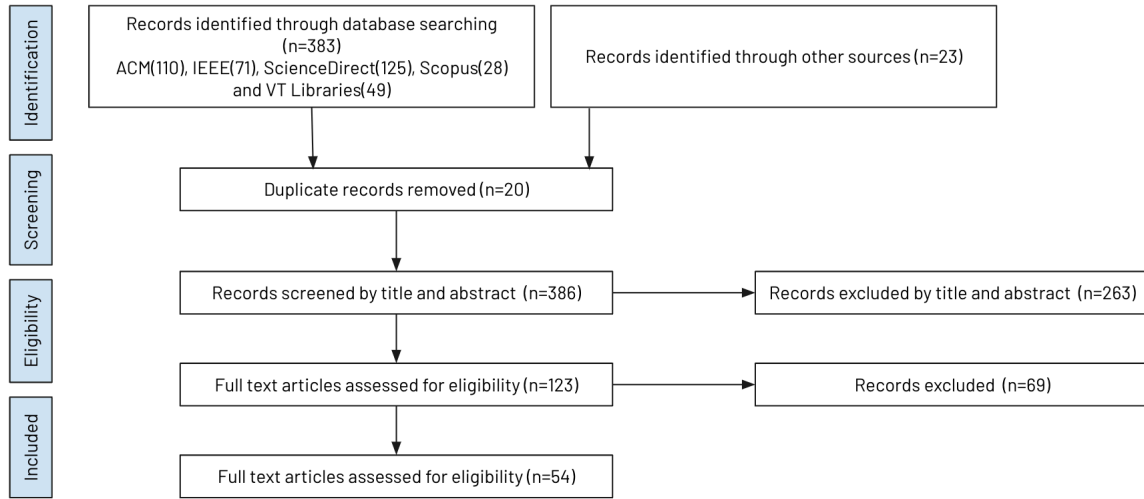 Identification
Records identified through database searching
(n=383)
ACM(110), IEEE(71), ScienceDirect(125), Scopus(28)
and VT Libraries(49)
Records identified through other sources (n=23)
Screening
Duplicate records removed (n=20)
Eligibility
Records screened by title and abstract (n=386)
Records excluded by title and abstract (n=263)
Full text articles assessed for eligibility (n=123)
Records excluded (n=69)
Included
Full text articles assessed for eligibility (n=54)